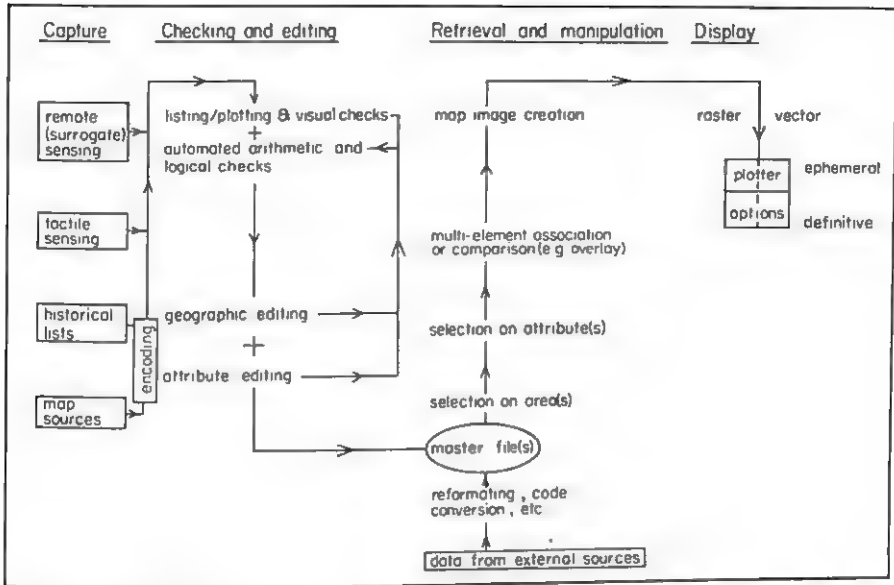 Capture
Checking and editing
Retrieval and manipulation
Display
remote
(surrogate)
sensing
tactile
sensing
historical
lists
map
sources
encoding
listing/plotting & visual checks
+
automated arithmetic and
logical checks
geographic editing
+
attribute editing
map image creation
multi-element association
or comparison (e g overlay)
selection on attribute(s)
selection on area(s)
master file(s)
reformating, code
conversion, etc
data from external sources
raster
vector
plotter
options
ephemeral
definitive